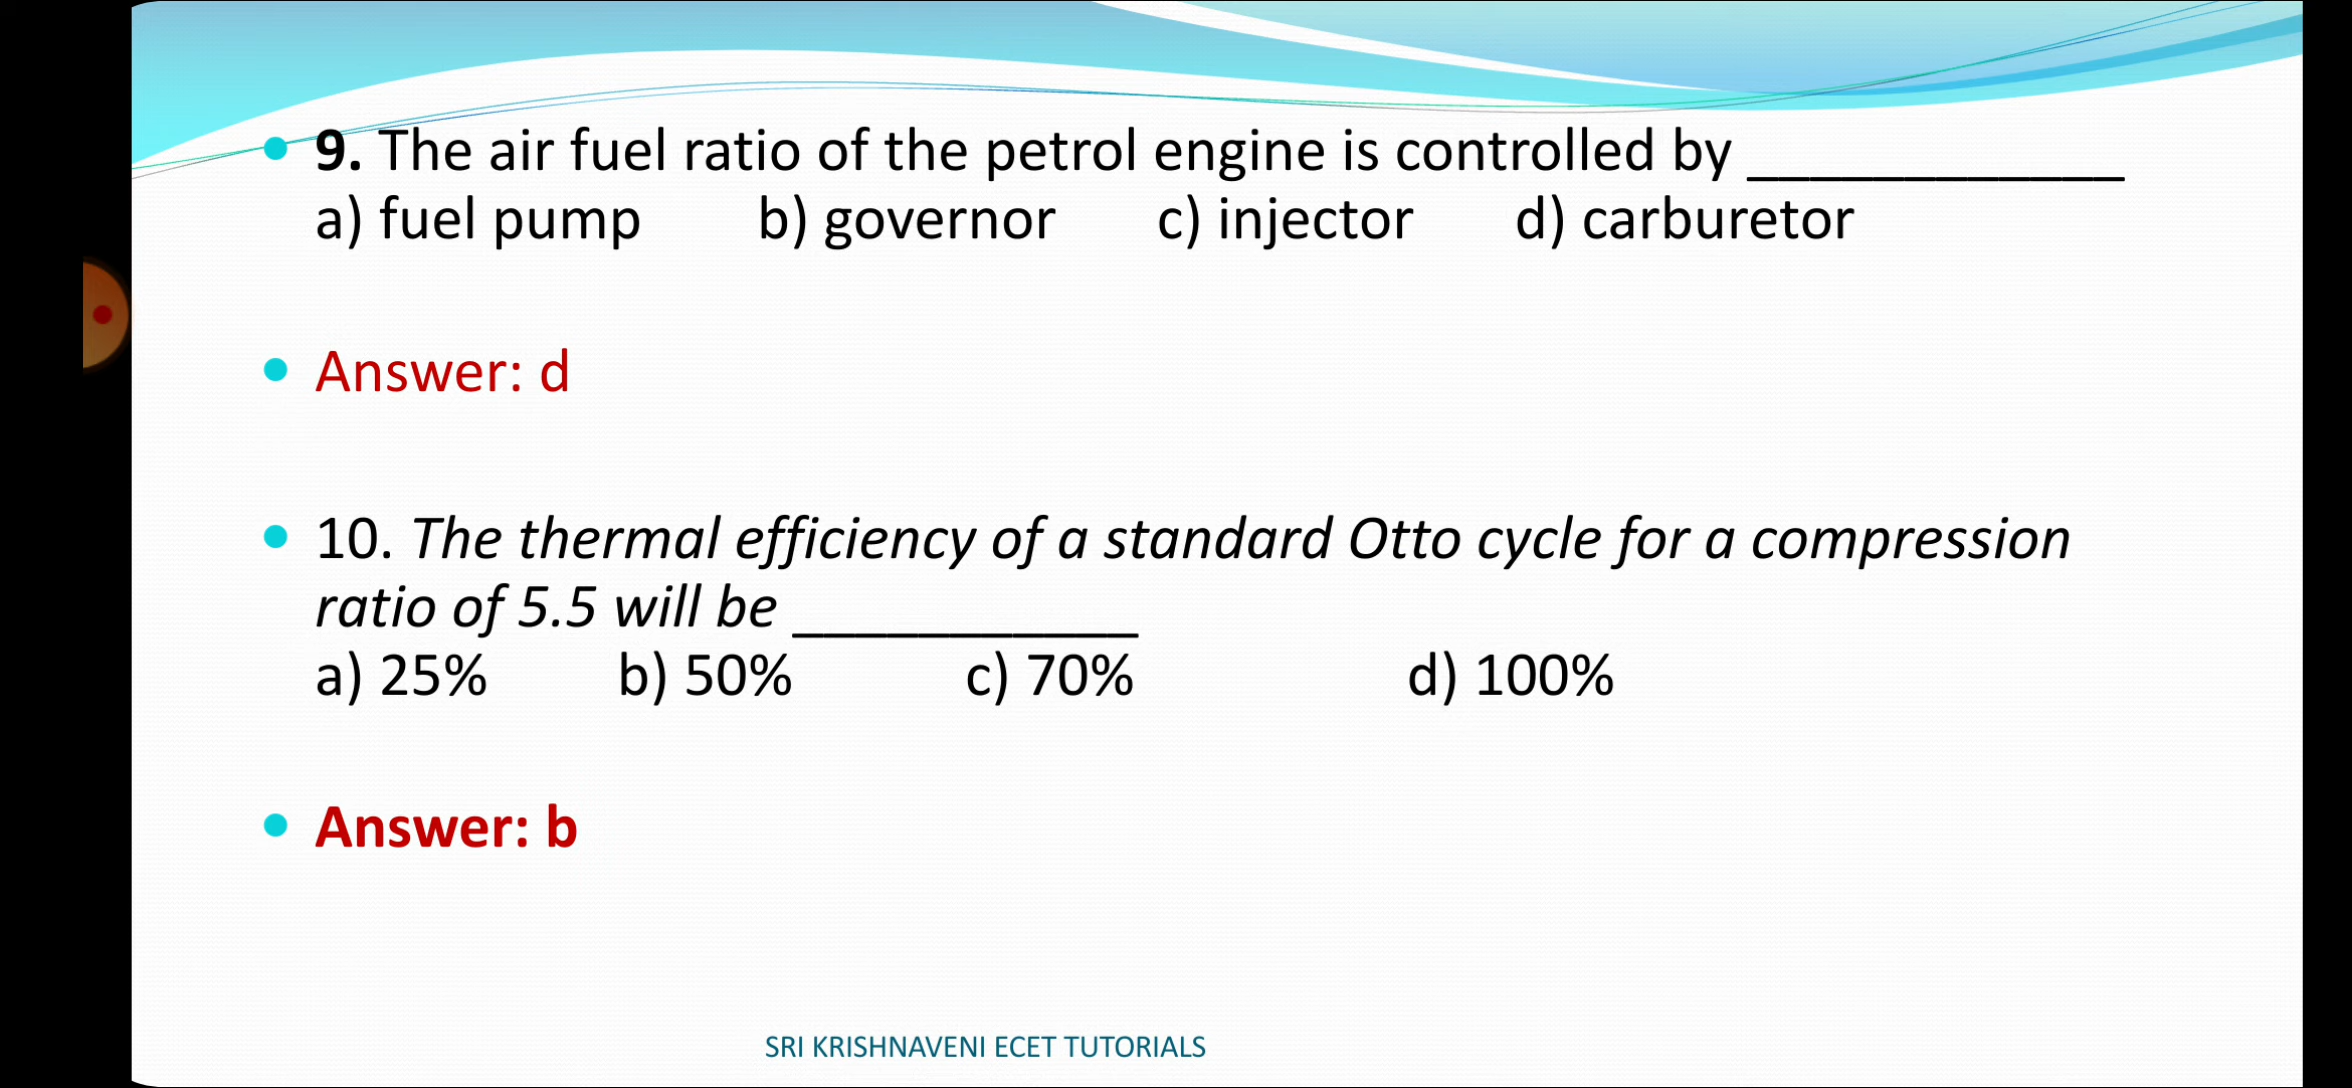 9. The air fuel ratio of the petrol engine is controlled by ____________
a) fuel pump b) governor c) injector d) carburetor
Answer: d
10. The thermal efficiency of a standard Otto cycle for a compression
ratio of 5.5 will be ___________
a) 25% b) 50% c) 70% d) 100%
Answer: b
SRI KRISHNAVENI ECET TUTORIALS